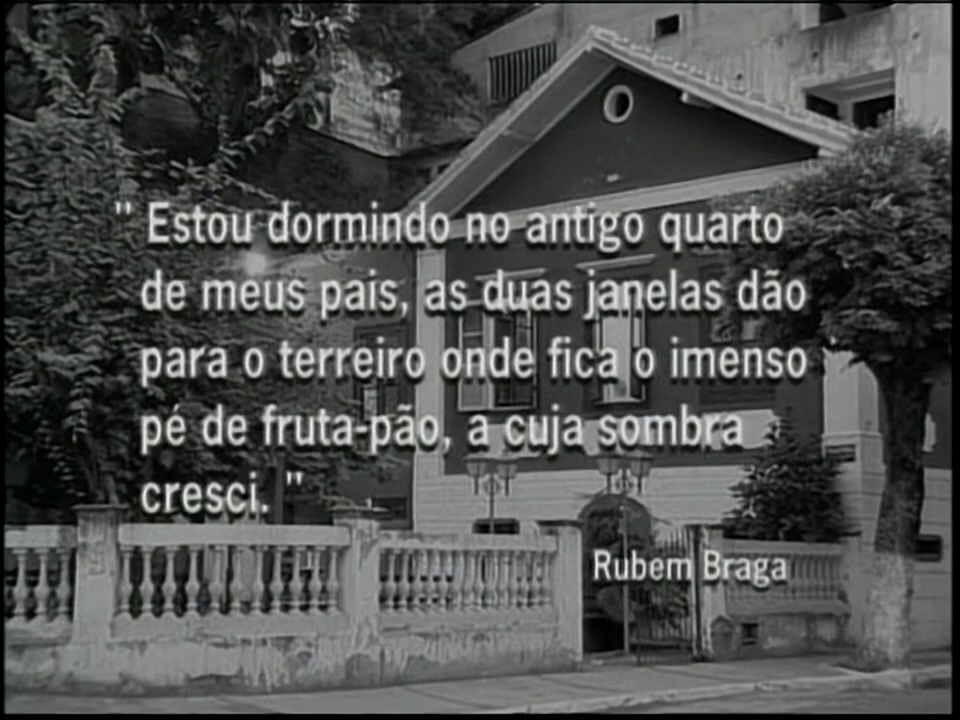 " Estou dormindo no antigo quarto
de meus pais, as duas janelas dão
para o terreiro onde fica o imenso
pé de fruta-pão, a cuja sombra
cresci. "
Rubem Braga